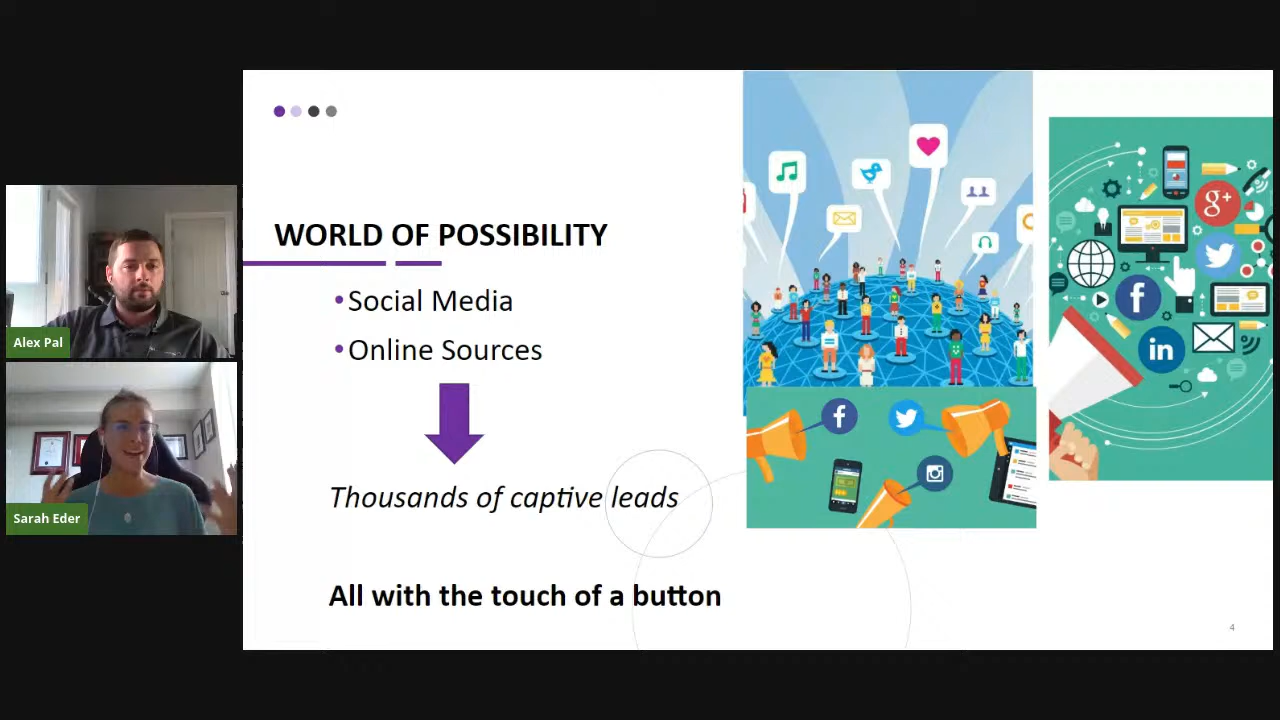 WORLD OF POSSIBILITY
•Social Media
•Online Sources
Thousands of captive leads
All with the touch of a button
4
Alex Pal
Sarah Eder
g+
f
in
f